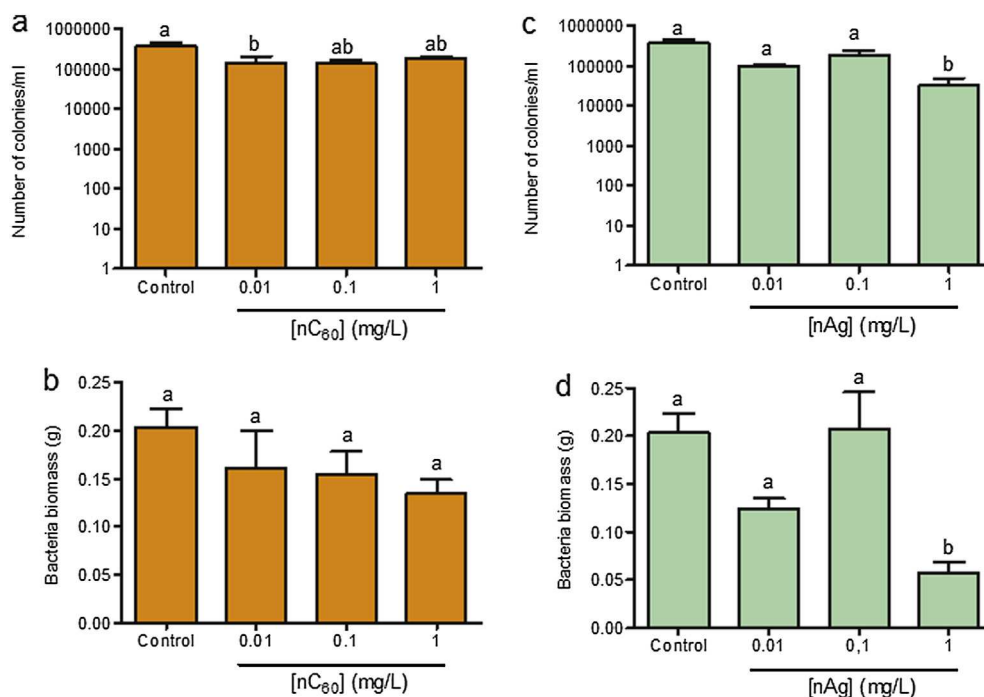 a
Number of colonies/ml
1000000
100000
10000
1000
100
10
1
a
b
ab
ab
Control
0.01
0.1
1
[nC60] (mg/L)
c
Number of colonies/ml
1000000
100000
10000
1000
100
10
1
a
a
a
b
Control
0.01
0.1
1
[nAg] (mg/L)
b
Bacteria biomass (g)
0.25
0.20
0.15
0.10
0.05
0.00
a
a
a
a
Control
0.01
0.1
1
[nC60] (mg/L)
d
Bacteria biomass (g)
0.25
0.20
0.15
0.10
0.05
0.00
a
a
a
b
Control
0.01
0,1
1
[nAg] (mg/L)